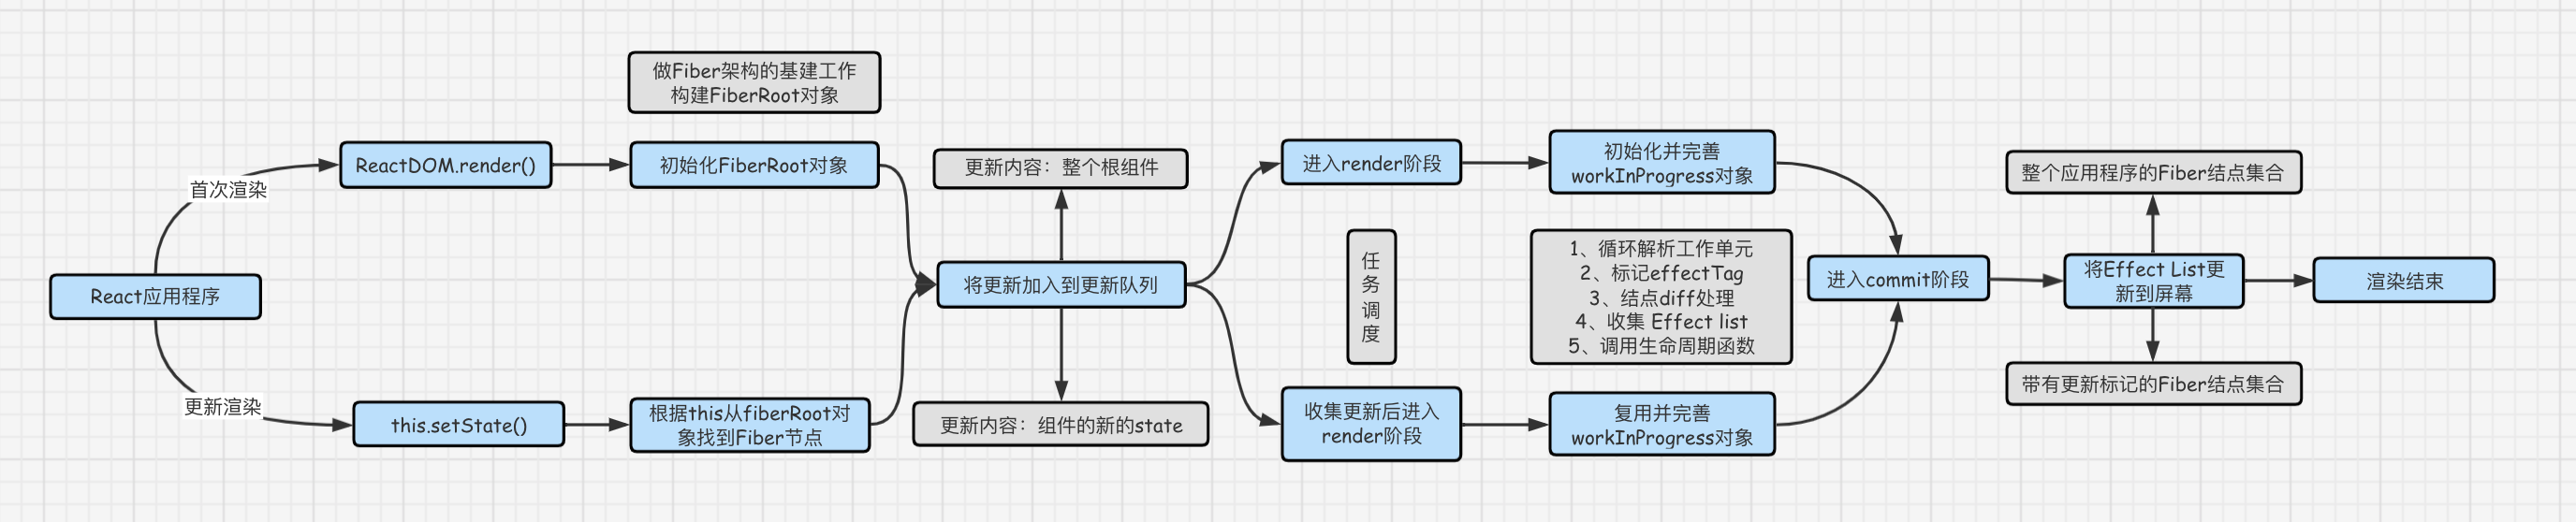 做Fiber架构的基建工作
构建FiberRoot对象
ReactDOM.render()
初始化FiberRoot对象
首次渲染
React应用程序
更新渲染
this.setState()
根据this从fiberRoot对
象找到Fiber节点
更新内容：整个根组件
将更新加入到更新队列
更新内容：组件的新的state
进入render阶段
任
务
调
度
收集更新后进入
render阶段
初始化并完善
workInProgress对象
1、循环解析工作单元
2、标记effectTag
3、结点diff处理
4、收集 Effect list
5、调用生命周期函数
复用并完善
workInProgress对象
进入commit阶段
整个应用程序的Fiber结点集合
将Effect List更
新到屏幕
带有更新标记的Fiber结点集合
渲染结束